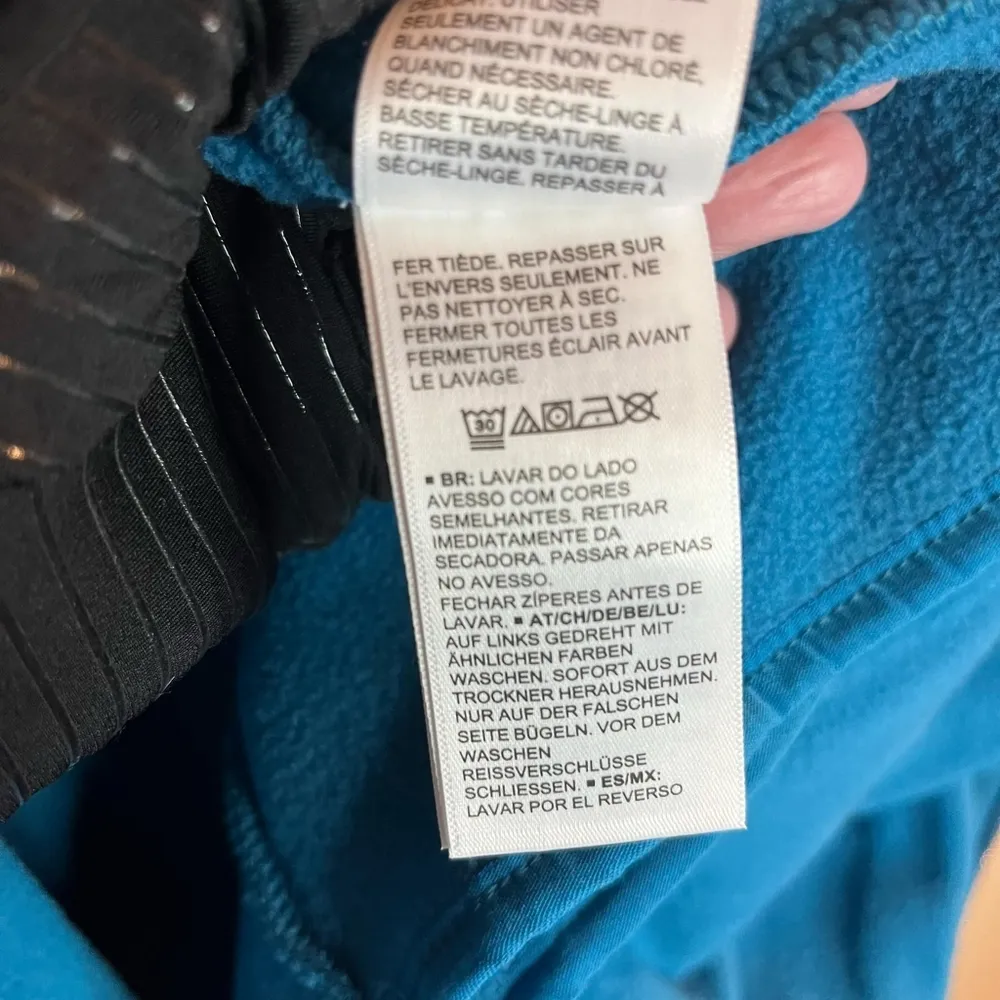 DÉLICAT. UTILISER
SEULEMENT UN AGENT DE
BLANCHIMENT NON CHLORÉ,
QUAND NÉCESSAIRE.
SÉCHER AU SÈCHE-LINGE À
BASSE TEMPÉRATURE.
RETIRER SANS TARDER DU
SÈCHE-LINGE. REPASSER À
FER TIÈDE. REPASSER SUR
L'ENVERS SEULEMENT. NE
PAS NETTOYER À SEC.
FERMER TOUTES LES
FERMETURES ÉCLAIR AVANT
LE LAVAGE.
30
▪ BR: LAVAR DO LADO
AVESSO COM CORES
SEMELHANTES. RETIRAR
IMEDIATAMENTE DA
SECADORA. PASSAR APENAS
NO AVESSO.
FECHAR ZÍPERES ANTES DE
LAVAR. ▪ AT/CH/DE/BE/LU:
AUF LINKS GEDREHT MIT
ÄHNLICHEN FARBEN
WASCHEN. SOFORT AUS DEM
TROCKNER HERAUSNEHMEN.
NUR AUF DER FALSCHEN
SEITE BÜGELN. VOR DEM
WASCHEN
REISSVERSCHLÜSSE
SCHLIESSEN. ▪ ES/MX:
LAVAR POR EL REVERSO